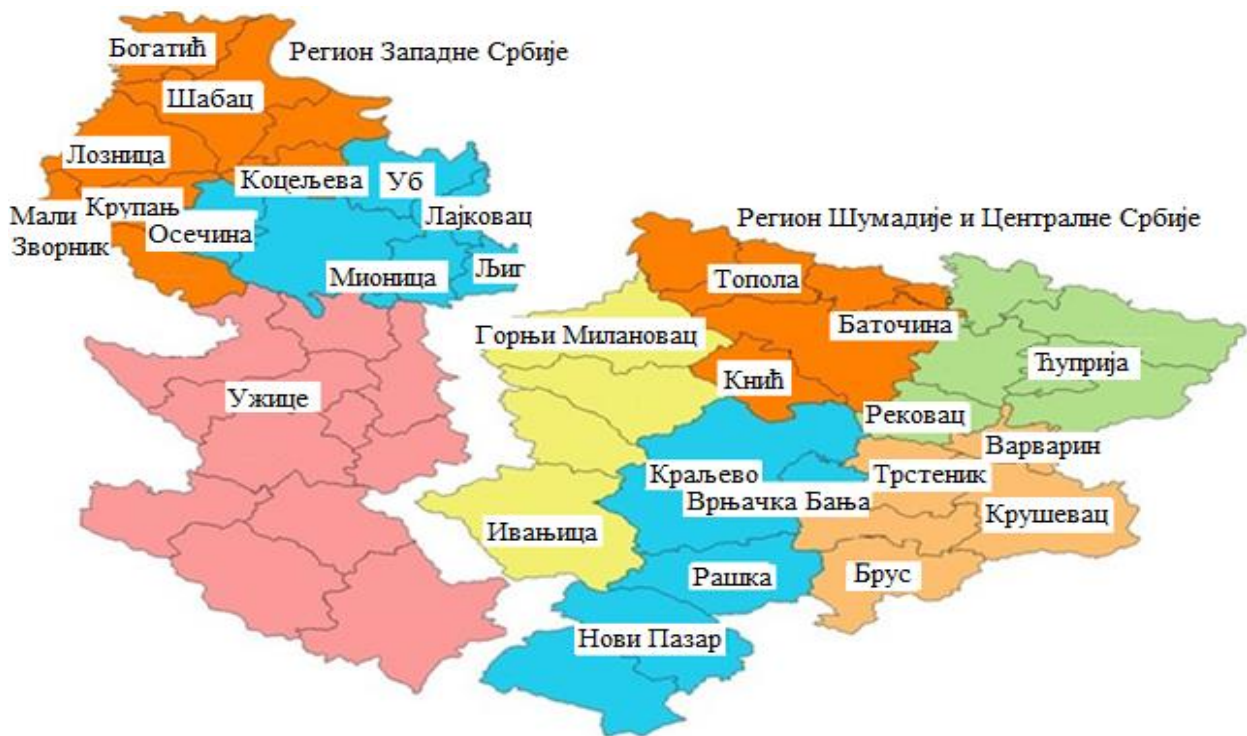 Богатић
Регион Западне Србије
Шабац
Лозница
Коцељева
Уб
Мали
Зворник
Крупањ
Лајковац
Осечина
Мионица
Љиг
Ужице
Регион Шумадије и Централне Србије
Топола
Горњи Милановац
Баточина
Ћуприја
Кнић
Рековац
Варварин
Краљево
Трстеник
Врњачка Бања
Крушевац
Ивањица
Рашка
Брус
Нови Пазар